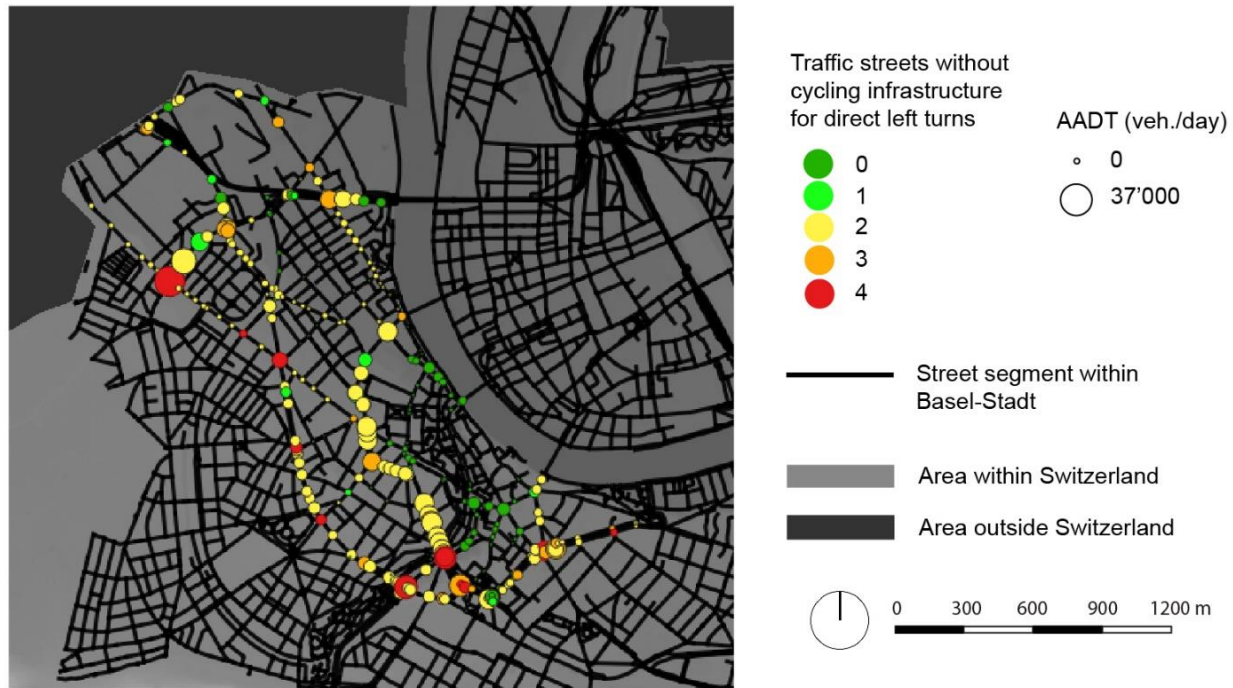 Traffic streets without
cycling infrastructure
for direct left turns
0
1
2
3
4
AADT (veh./day)
0
37’000
Street segment within
Basel-Stadt
Area within Switzerland
Area outside Switzerland
0 300 600 900 1200 m